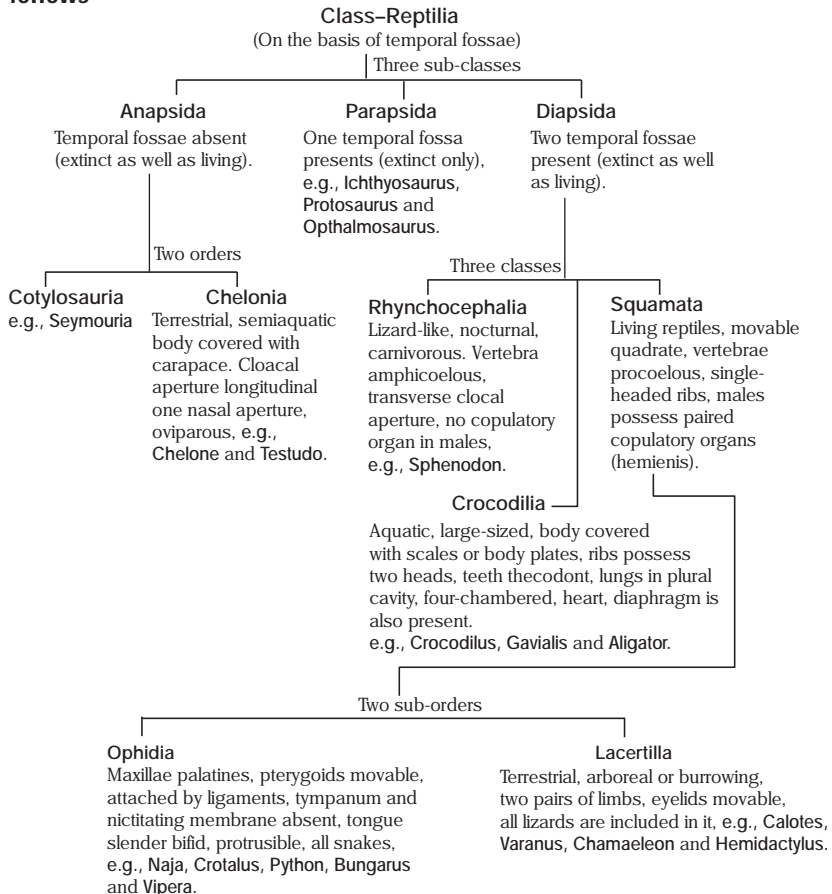 Class–Reptilia
(On the basis of temporal fossae)
Three sub-classes
Anapsida
Temporal fossae absent
(extinct as well as living).
Parapsida
One temporal fossa
presents (extinct only),
e.g., Ichthyosaurus,
Protosaurus and
Opthalmosaurus.
Diapsida
Two temporal fossae
present (extinct as well
as living).
Two orders
Cotylosauria
e.g., Seymouria
Chelonia
Terrestrial, semiaquatic
body covered with
carapace. Cloacal
aperture longitudinal
one nasal aperture,
oviparous, e.g.,
Chelone and Testudo.
Three classes
Rhynchocephalia
Lizard-like, nocturnal,
carnivorous. Vertebra
amphicoelous,
transverse clocal
aperture, no copulatory
organ in males,
e.g., Sphenodon.
Squamata
Living reptiles, movable
quadrate, vertebrae
procoelous, single-
headed ribs, males
possess paired
copulatory organs
(hemienis).
Crocodilia
Aquatic, large-sized, body covered
with scales or body plates, ribs possess
two heads, teeth thecodont, lungs in plural
cavity, four-chambered, heart, diaphragm is
also present.
e.g., Crocodilus, Gavialis and Aligator.
Two sub-orders
Ophidia
Maxillae palatines, pterygoids movable,
attached by ligaments, tympanum and
nictitating membrane absent, tongue
slender bifid, protrusible, all snakes,
e.g., Naja, Crotalus, Python, Bungarus
and Vipera.
Lacertilla
Terrestrial, arboreal or burrowing,
two pairs of limbs, eyelids movable,
all lizards are included in it, e.g., Calotes,
Varanus, Chamaeleon and Hemidactylus.